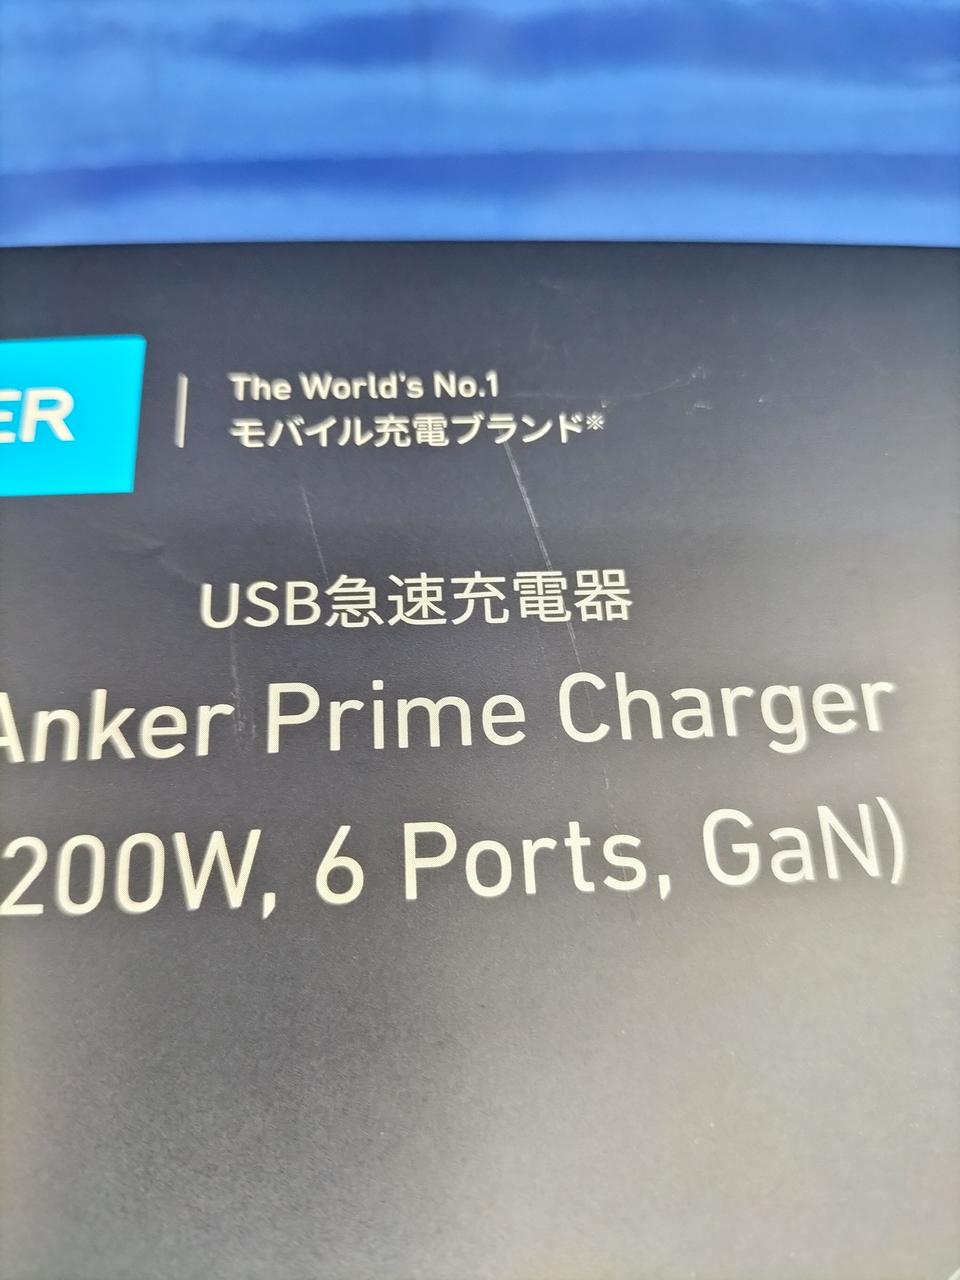 ER
The World's No.1
モバイル充電ブランド※
USB急速充電器
Anker Prime Charger
200W, 6 Ports, GaN)